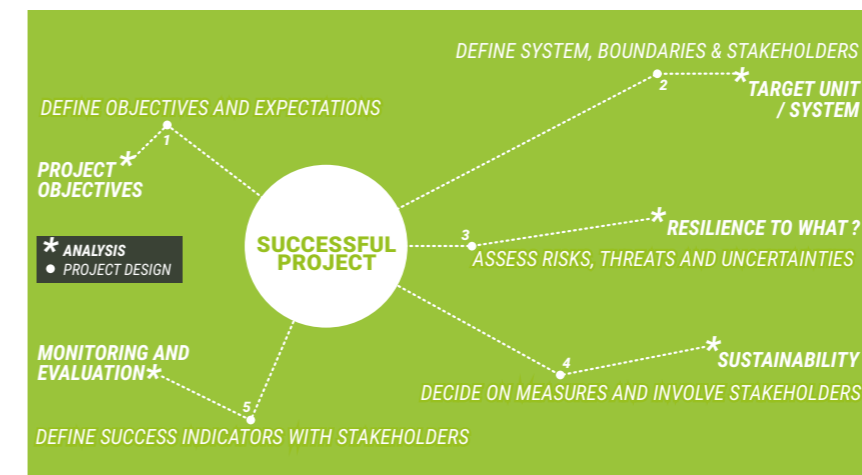 DEFINE SYSTEM, BOUNDARIES & STAKEHOLDERS
2
* TARGET UNIT
/ SYSTEM
DEFINE OBJECTIVES AND EXPECTATIONS
1
PROJECT *
OBJECTIVES
SUCCESSFUL
PROJECT
* ANALYSIS
● PROJECT DESIGN
3
* RESILIENCE TO WHAT ?
ASSESS RISKS, THREATS AND UNCERTAINTIES
MONITORING AND
EVALUATION *
4
* SUSTAINABILITY
DECIDE ON MEASURES AND INVOLVE STAKEHOLDERS
5
DEFINE SUCCESS INDICATORS WITH STAKEHOLDERS